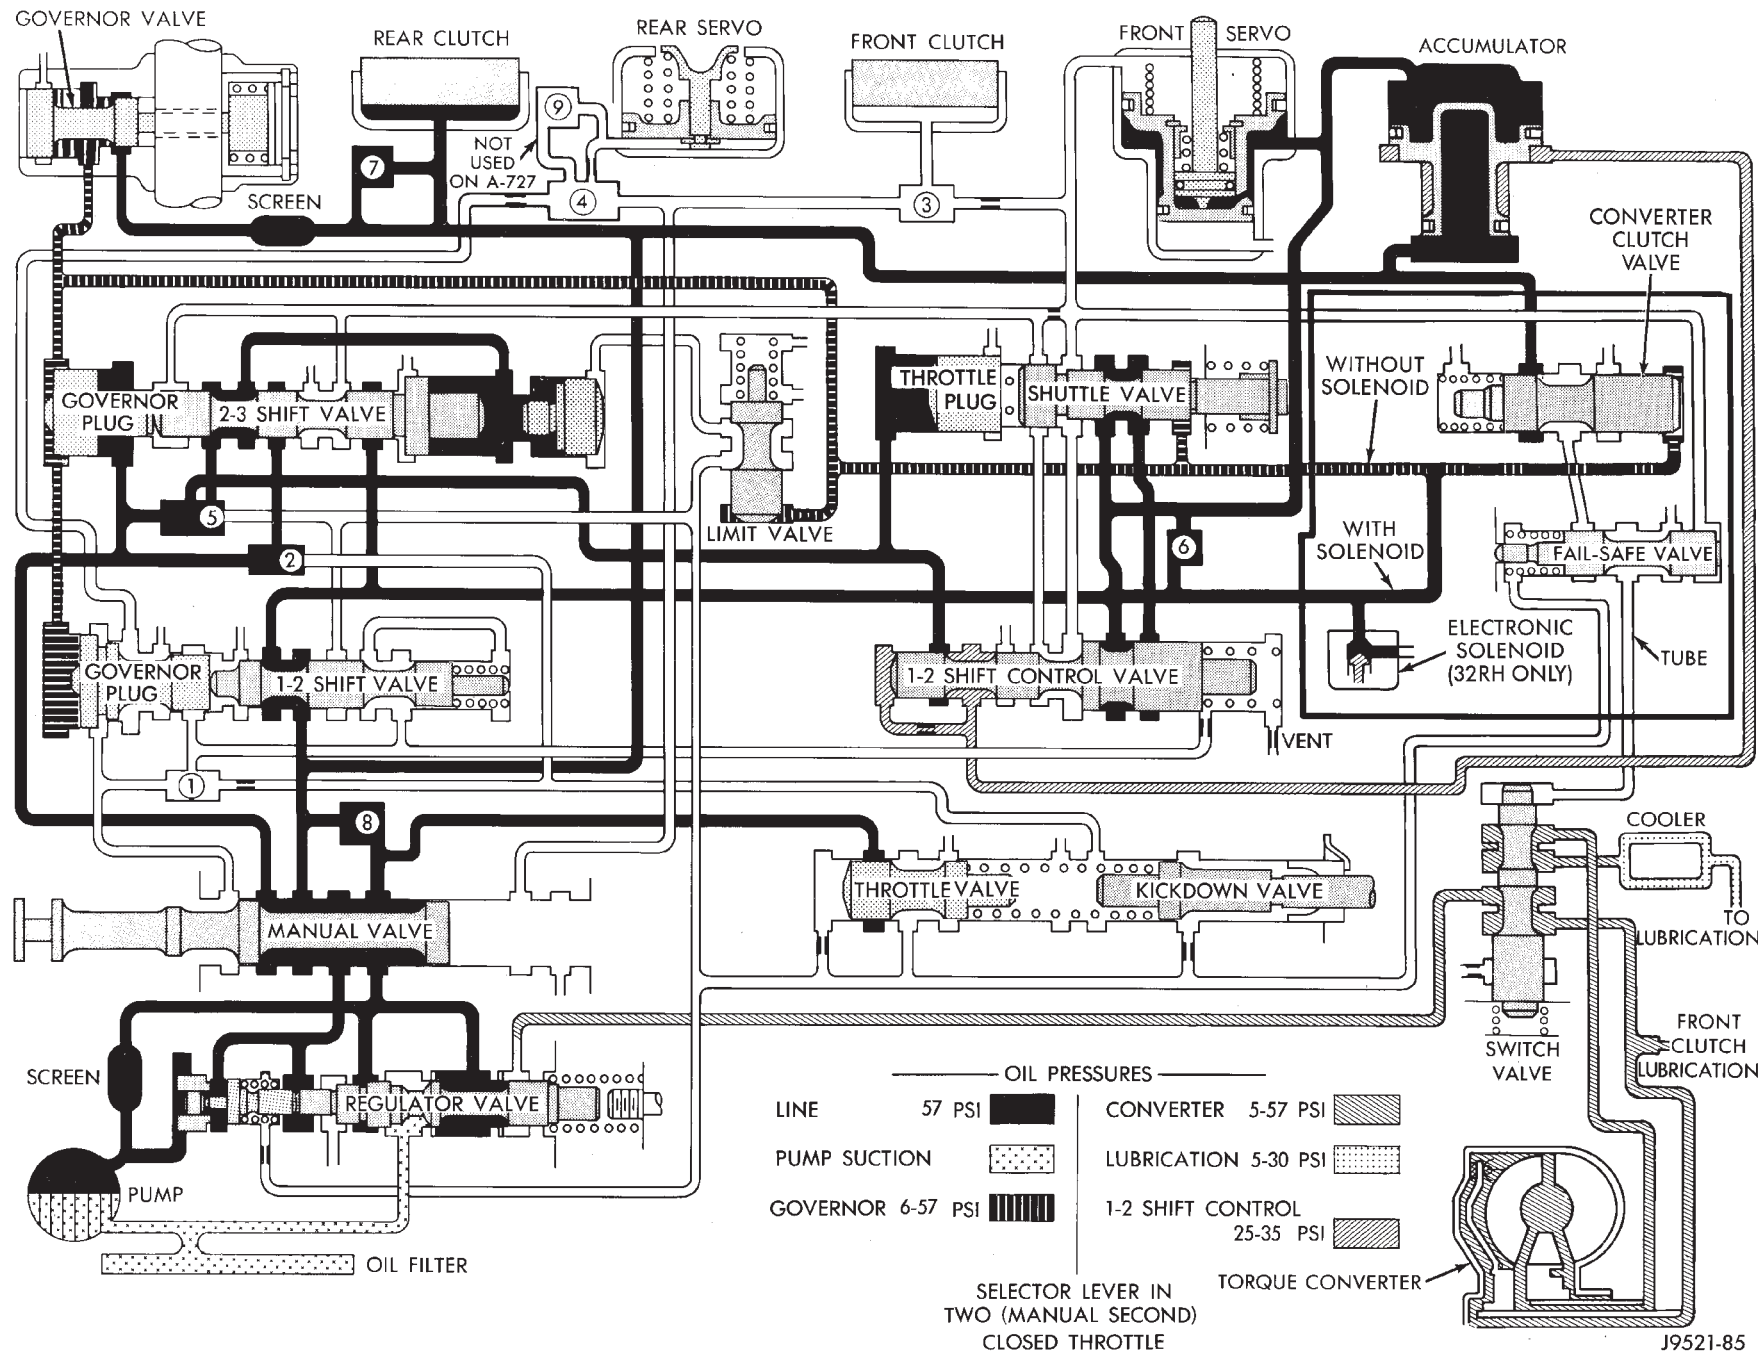 GOVERNOR VALVE
REAR CLUTCH
REAR SERVO
FRONT CLUTCH
FRONT SERVO
ACCUMULATOR
9
NOT
USED
ON A-727
7
SCREEN
4
3
CONVERTER
CLUTCH
VALVE
GOVERNOR
PLUG
2-3 SHIFT VALVE
THROTTLE
PLUG
SHUTTLE VALVE
WITHOUT
SOLENOID
5
LIMIT VALVE
2
6
WITH
SOLENOID
FAIL-SAFE VALVE
GOVERNOR
PLUG
1-2 SHIFT VALVE
1-2 SHIFT CONTROL VALVE
ELECTRONIC
SOLENOID
(32RH ONLY)
TUBE
VENT
1
8
COOLER
THROTTLE VALVE
KICKDOWN VALVE
MANUAL VALVE
TO
LUBRICATION
SCREEN
REGULATOR VALVE
SWITCH
VALVE
FRONT
CLUTCH
LUBRICATION
OIL PRESSURES
LINE 57 PSI
CONVERTER 5-57 PSI
PUMP SUCTION
LUBRICATION 5-30 PSI
GOVERNOR 6-57 PSI
1-2 SHIFT CONTROL
25-35 PSI
PUMP
OIL FILTER
TORQUE CONVERTER
SELECTOR LEVER IN
TWO (MANUAL SECOND)
CLOSED THROTTLE
J9521-85